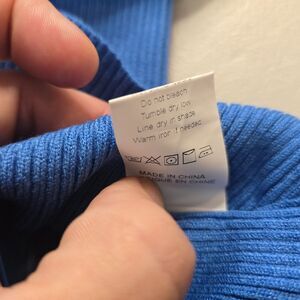 Do not bleach
Tumble dry low
Line dry in shade
Warm iron if needed
MADE IN CHINA
EN CHINE